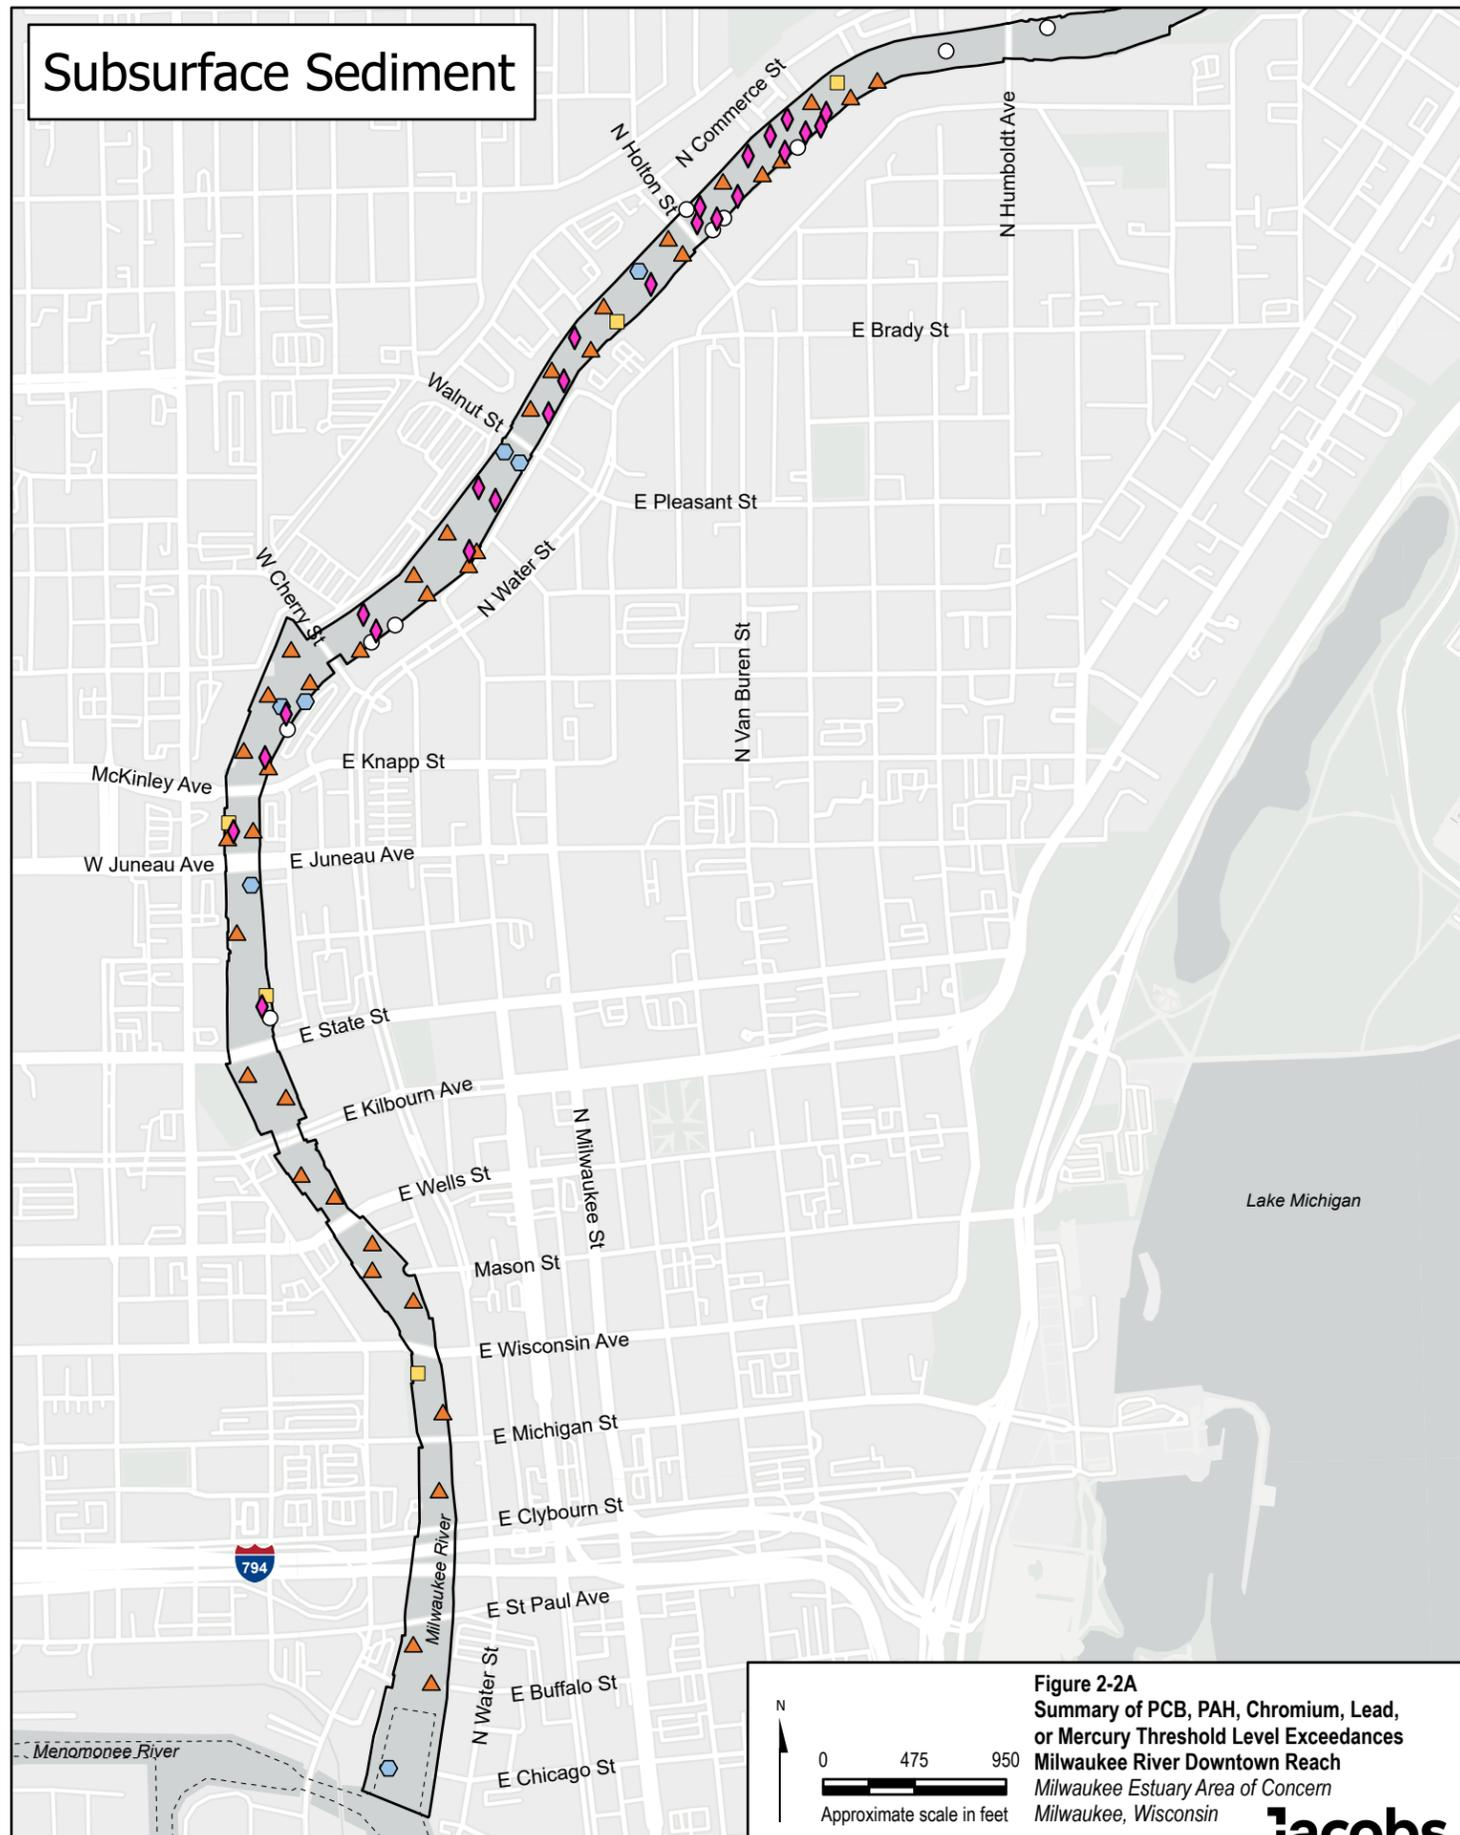 Subsurface Sediment
N Commerce St
N Holton St
N Humboldt Ave
E Brady St
Walnut St
E Pleasant St
N Water St
W Cherry St
N Van Buren St
E Knapp St
McKinley Ave
W Juneau Ave
E Juneau Ave
E State St
E Kilbourn Ave
N Milwaukee St
E Wells St
Lake Michigan
Mason St
E Wisconsin Ave
E Michigan St
E Clybourn St
Milwaukee River
794
E St Paul Ave
N Water St
E Buffalo St
Menomonee River
E Chicago St
N
0 475 950
Approximate scale in feet
Figure 2-2A
Summary of PCB, PAH, Chromium, Lead,
or Mercury Threshold Level Exceedances
Milwaukee River Downtown Reach
Milwaukee Estuary Area of Concern
Milwaukee, Wisconsin
Jacobs